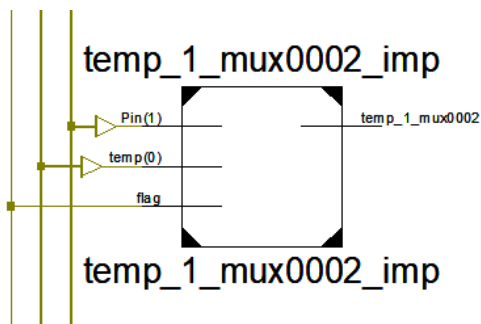 temp_1_mux0002_imp
Pin(1)
temp_1_mux0002
temp(0)
flag
temp_1_mux0002_imp